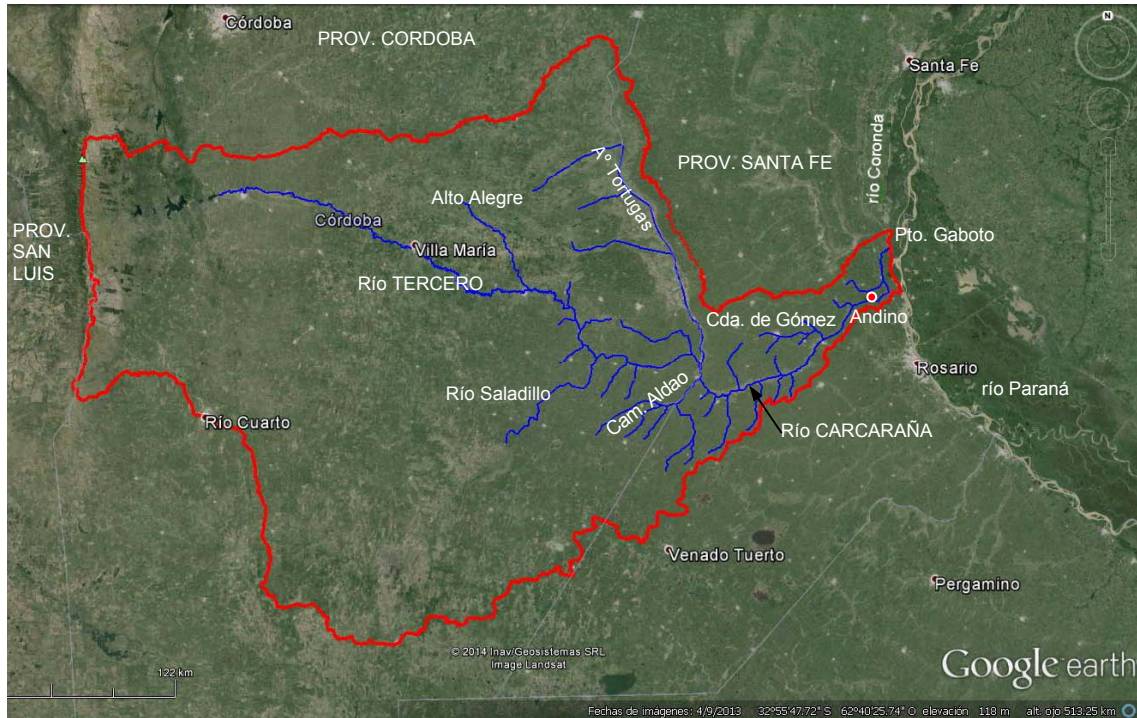 Córdoba
PROV. CORDOBA
N
Santa Fe
río Coronda
PROV. SANTA FE
Aº Tortugas
Alto Alegre
Córdoba
PROV.
SAN
LUIS
Villa María
Pto. Gaboto
Río TERCERO
Cda. de Gómez
Andino
Rosario
río Paraná
Río Saladillo
Cam. Aldao
Río Cuarto
Río CARCARAÑA
Venado Tuerto
Pergamino
© 2014 Inav/Geosistemas SRL
Image Landsat
Google earth
122 km
Fechas de imágenes: 4/9/2013 32°55'47.72" S 62°40'25.74" O elevación 118 m alt. ojo 513.25 km